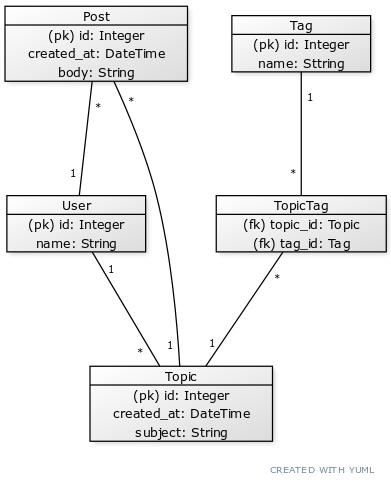 Post
(pk) id: Integer
created_at: DateTime
body: String
Tag
(pk) id: Integer
name: Sttring
*
*
1
1
*
User
(pk) id: Integer
name: String
TopicTag
(fk) topic_id: Topic
(fk) tag_id: Tag
1
*
*
1
1
Topic
(pk) id: Integer
created_at: DateTime
subject: String
CREATED WITH YUML